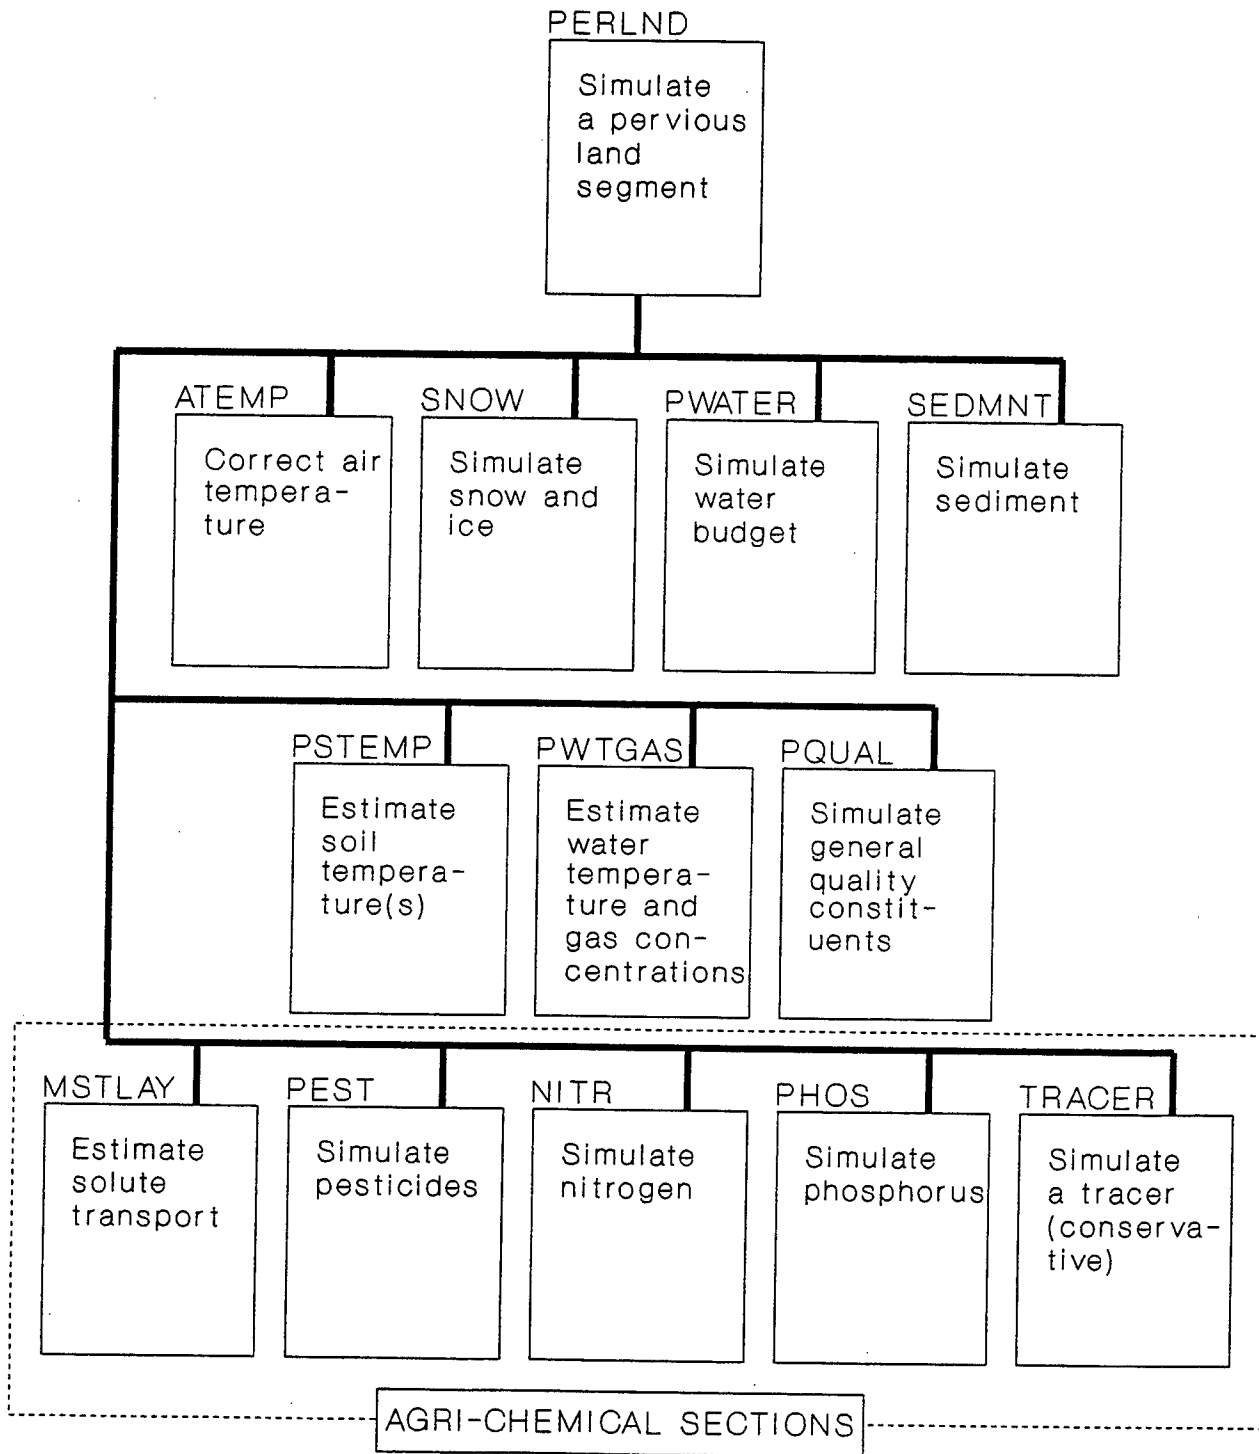 PERLND
Simulate
a pervious
land
segment
ATEMP
Correct air
tempera-
ture
SNOW
Simulate
snow and
ice
PWATER
Simulate
water
budget
SEDMNT
Simulate
sediment
PSTEMP
Estimate
soil
tempera-
ture(s)
PWTGAS
Estimate
water
tempera-
ture and
gas con-
centrations
PQUAL
Simulate
general
quality
constit-
uents
MSTLAY
Estimate
solute
transport
PEST
Simulate
pesticides
NITR
Simulate
nitrogen
PHOS
Simulate
phosphorus
TRACER
Simulate
a tracer
(conserva-
tive)
AGRI-CHEMICAL SECTIONS